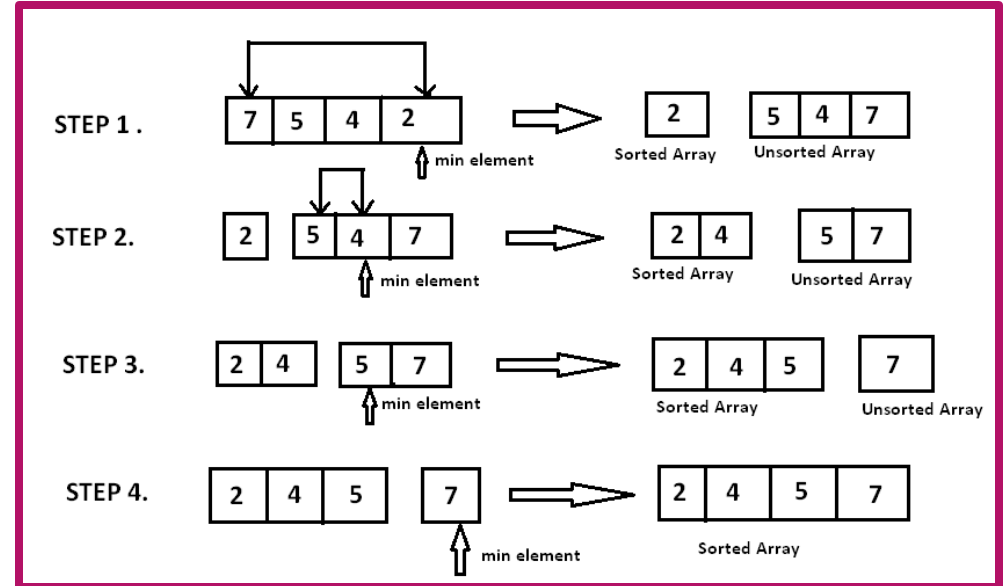 STEP 1. 7 5 4 2 2 5 4 7
min element Sorted Array Unsorted Array
STEP 2. 2 5 4 7 2 4 5 7
min element Sorted Array Unsorted Array
STEP 3. 2 4 5 7 2 4 5 7
min element Sorted Array Unsorted Array
STEP 4. 2 4 5 7 2 4 5 7
min element Sorted Array